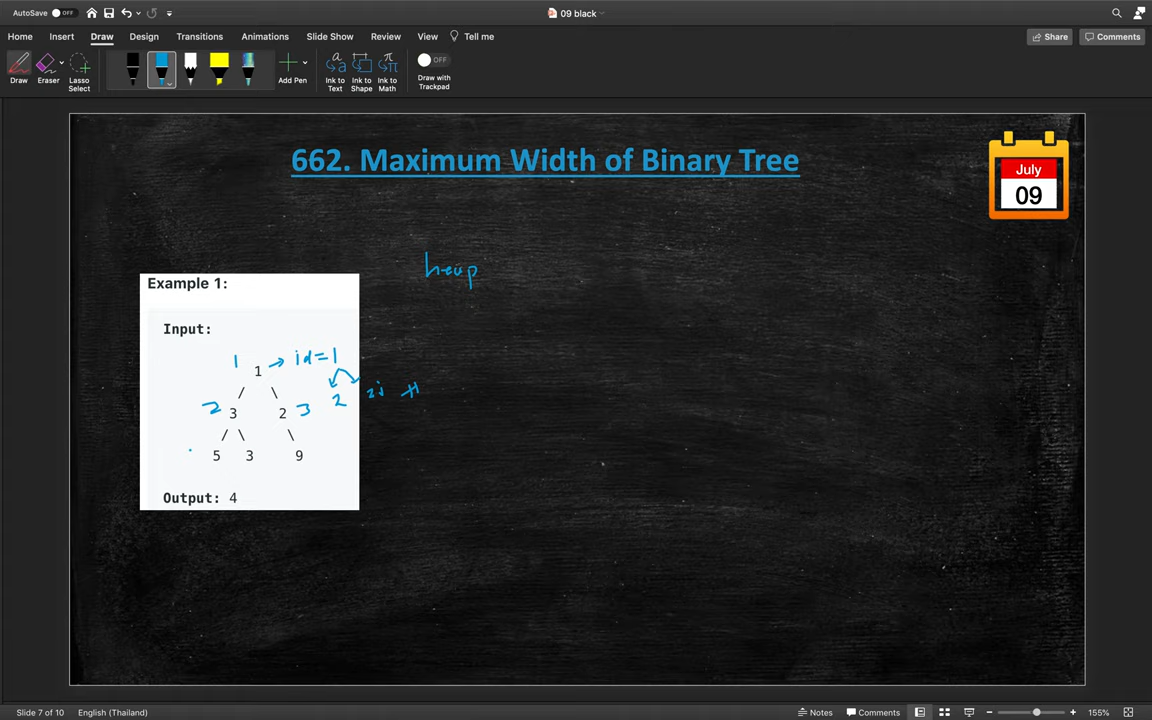 AutoSave OFF
09 black
Home Insert Draw Design Transitions Animations Slide Show Review View Tell me
Share Comments
Draw Eraser Lasso Select Add Pen Ink to Text Ink to Shape Ink to Math Draw with Trackpad
OFF
662. Maximum Width of Binary Tree
July
09
heap
Example 1:
Input:
1 1 → id=1
/ \
2 3 2 3 2 2i +1
/ \ \
5 3 9
Output: 4
Slide 7 of 10 English (Thailand) Notes Comments 155%